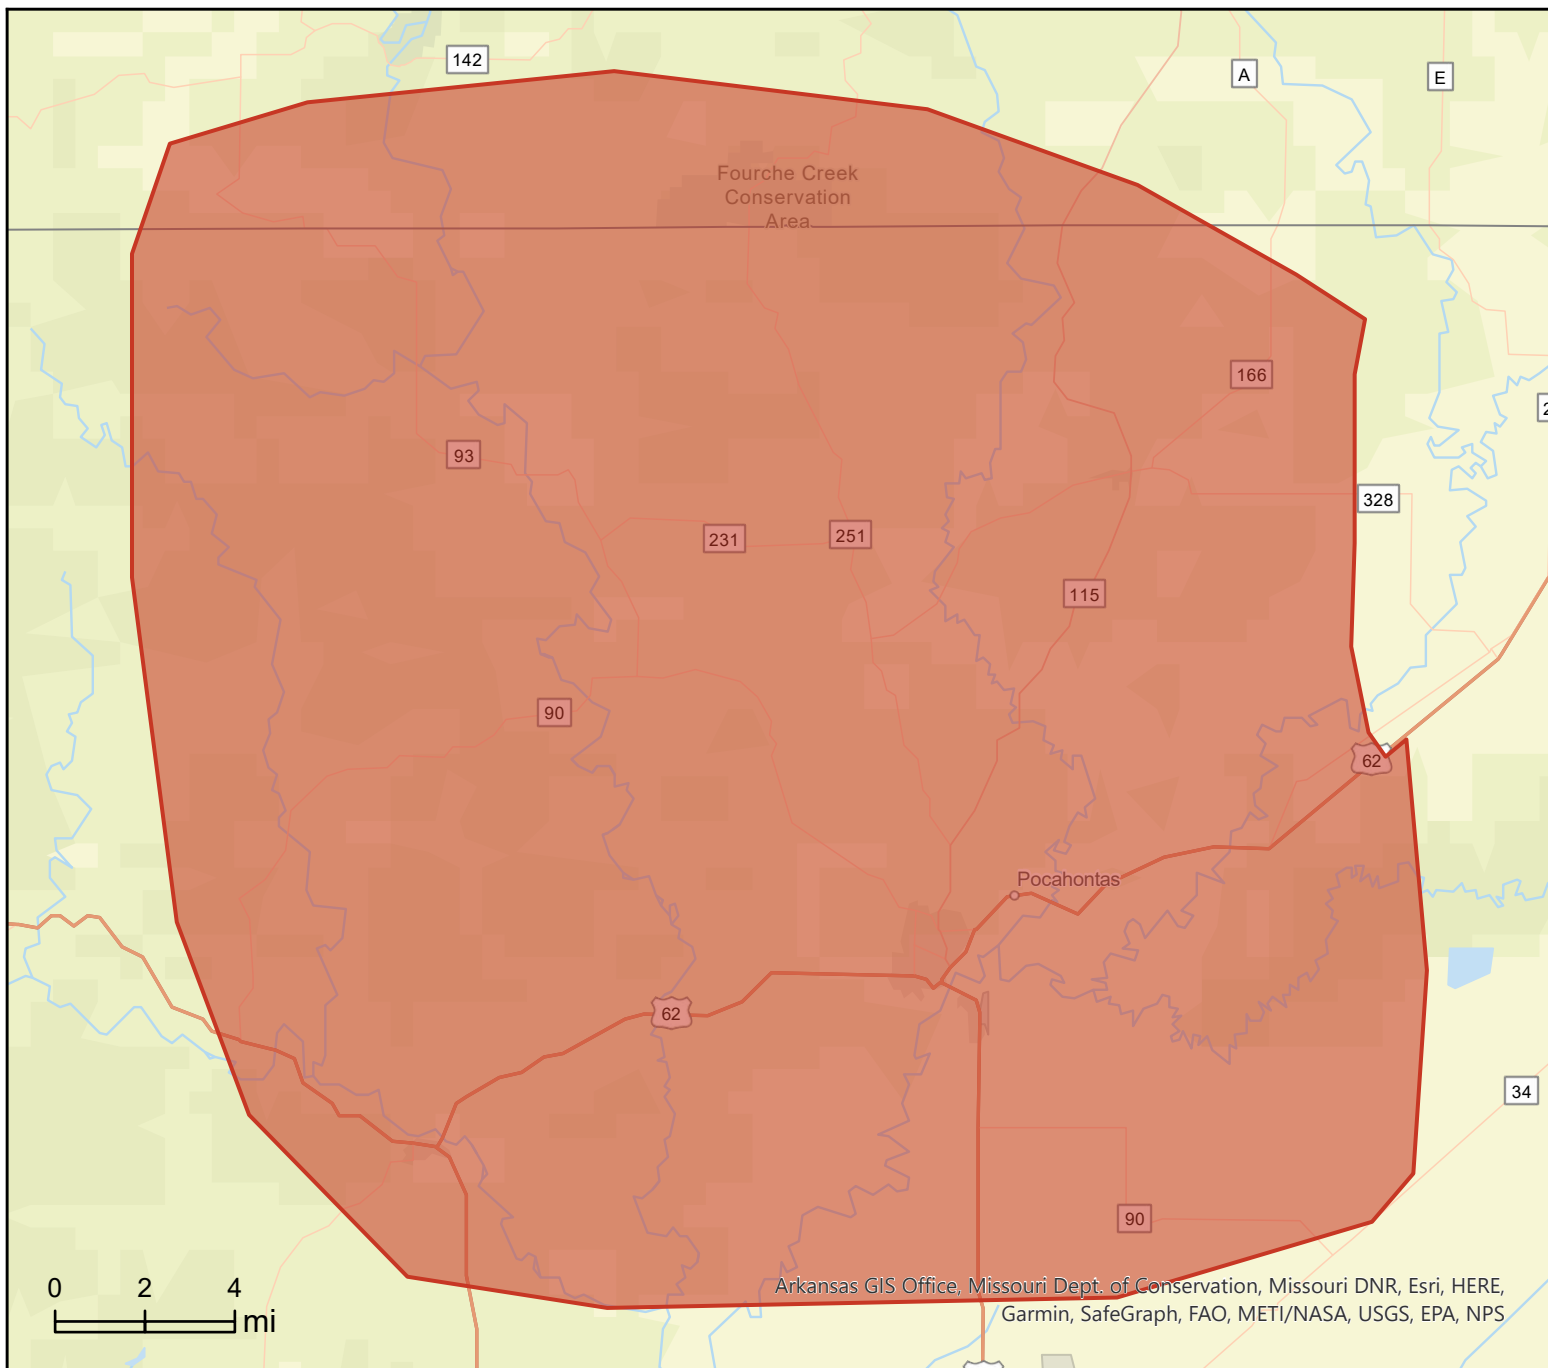 142
A
E
Fourche Creek
Conservation
Area
166
2
93
328
231
251
115
90
62
Pocahontas
62
34
90
0 2 4
mi
Arkansas GIS Office, Missouri Dept. of Conservation, Missouri DNR, Esri, HERE,
Garmin, SafeGraph, FAO, METI/NASA, USGS, EPA, NPS